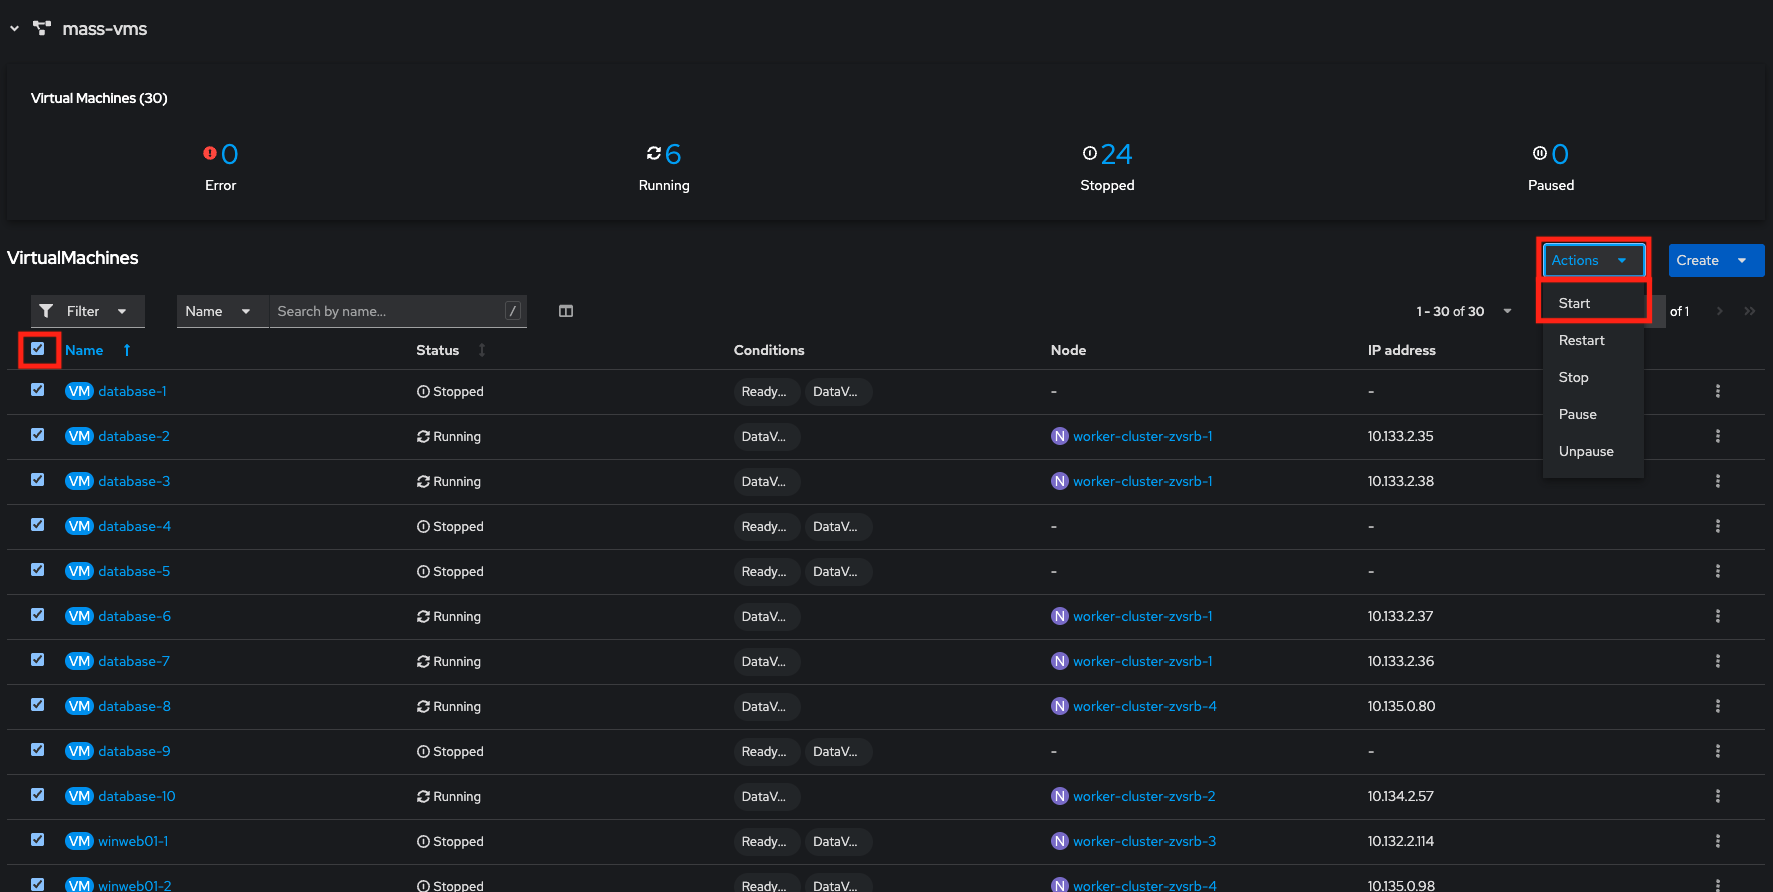 mass-vms
Virtual Machines (30)
0 6 24 0
Error Running Stopped Paused
VirtualMachines Actions Create
Filter Name Search by name... / 1 - 30 of 30 Start of 1
Name Status Conditions Node IP address Restart
Stop
VM database-1 Stopped Ready... DataV... - -
Pause
VM database-2 Running DataV... N worker-cluster-zvsrb-1 10.133.2.35
Unpause
VM database-3 Running DataV... N worker-cluster-zvsrb-1 10.133.2.38
VM database-4 Stopped Ready... DataV... - -
VM database-5 Stopped Ready... DataV... - -
VM database-6 Running DataV... N worker-cluster-zvsrb-1 10.133.2.37
VM database-7 Running DataV... N worker-cluster-zvsrb-1 10.133.2.36
VM database-8 Running DataV... N worker-cluster-zvsrb-4 10.135.0.80
VM database-9 Stopped Ready... DataV... - -
VM database-10 Running DataV... N worker-cluster-zvsrb-2 10.134.2.57
VM winweb01-1 Stopped Ready... DataV... N worker-cluster-zvsrb-3 10.132.2.114
VM winweb01-2 Stopped Ready... DataV... N worker-cluster-zvsrb-4 10.135.0.98